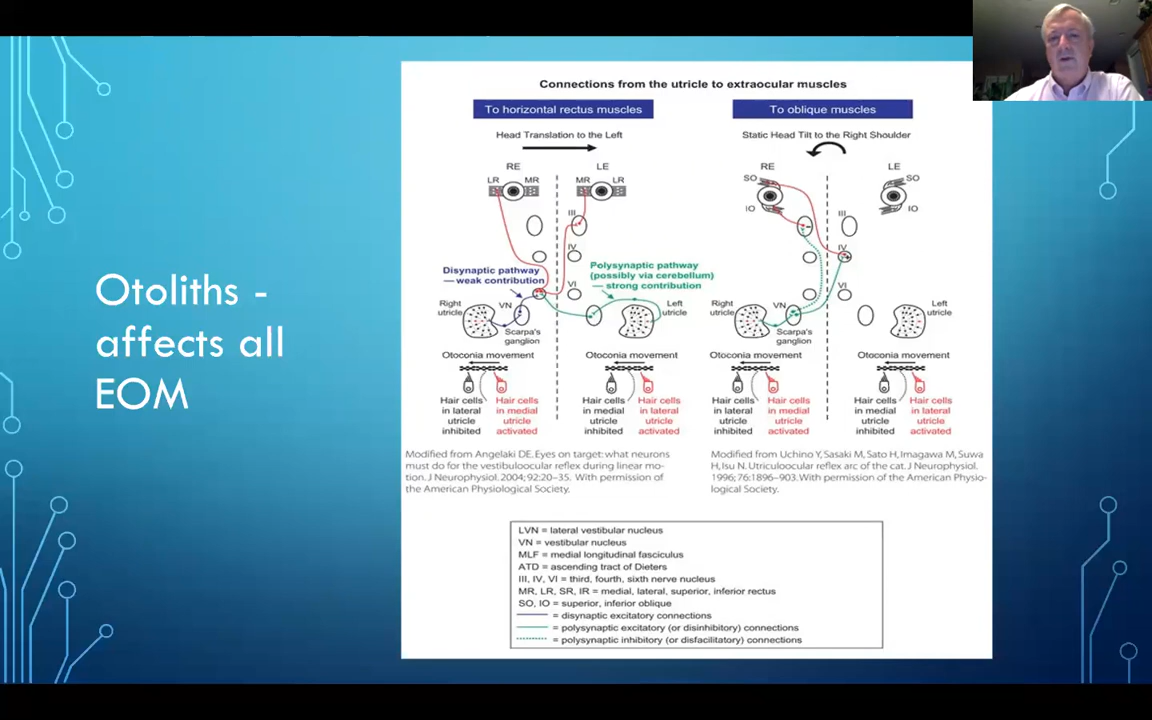 Otoliths -
affects all
EOM
Connections from the utricle to extraocular muscles
To horizontal rectus muscles
Head Translation to the Left
RE
LE
LR
MR
MR
LR
III
IV
VI
Disynaptic pathway
—weak contribution
Polysynaptic pathway
(possibly via cerebellum)
— strong contribution
Right
utricle
VN
Scarpa's
ganglion
Left
utricle
Otoconia movement
Hair cells
in lateral
utricle
inhibited
Hair cells
in medial
utricle
activated
Otoconia movement
Hair cells
in medial
utricle
inhibited
Hair cells
in lateral
utricle
activated
To oblique muscles
Static Head Tilt to the Right Shoulder
RE
LE
SO
IO
SO
IO
III
IV
VI
Right
utricle
VN
Scarpa's
ganglion
Left
utricle
Otoconia movement
Hair cells
in lateral
utricle
inhibited
Hair cells
in medial
utricle
activated
Otoconia movement
Hair cells
in medial
utricle
inhibited
Hair cells
in lateral
utricle
activated
Modified from Angelaki DE. Eyes on target: what neurons
must do for the vestibuloocular reflex during linear mo-
tion. J Neurophysiol. 2004; 92:20–35. With permission of
the American Physiological Society.
Modified from Uchino Y, Sasaki M, Sato H, Imagawa M, Suwa
H, Isu N. Utriculoocular reflex arc of the cat. J Neurophysiol.
1996; 76:1896–903. With permission of the American Physio-
logical Society.
LVN = lateral vestibular nucleus
VN = vestibular nucleus
MLF = medial longitudinal fasciculus
ATD = ascending tract of Dieters
III, IV, VI = third, fourth, sixth nerve nucleus
MR, LR, SR, IR = medial, lateral, superior, inferior rectus
SO, IO = superior, inferior oblique
= disynaptic excitatory connections
= polysynaptic excitatory (or disinhibitory) connections
= polysynaptic inhibitory (or disfacilitatory) connections